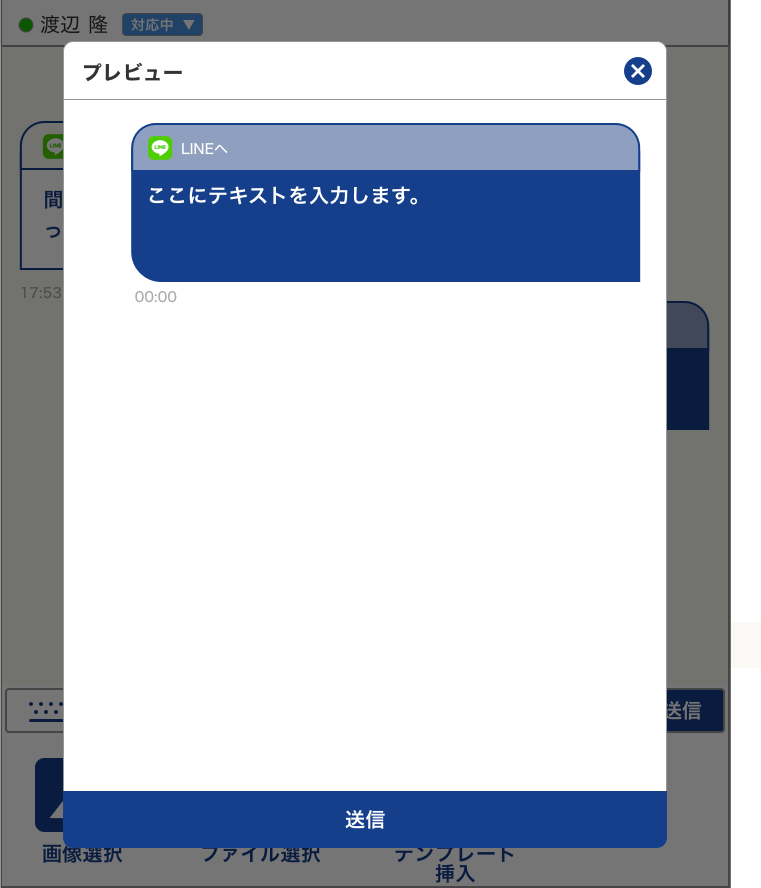 渡辺 隆 対応中 ▼
プレビュー
LINE LINEへ
ここにテキストを入力します。
00:00
間
っ
17:53
送信
送信
画像選択 ファイル選択 テンプレート
挿入